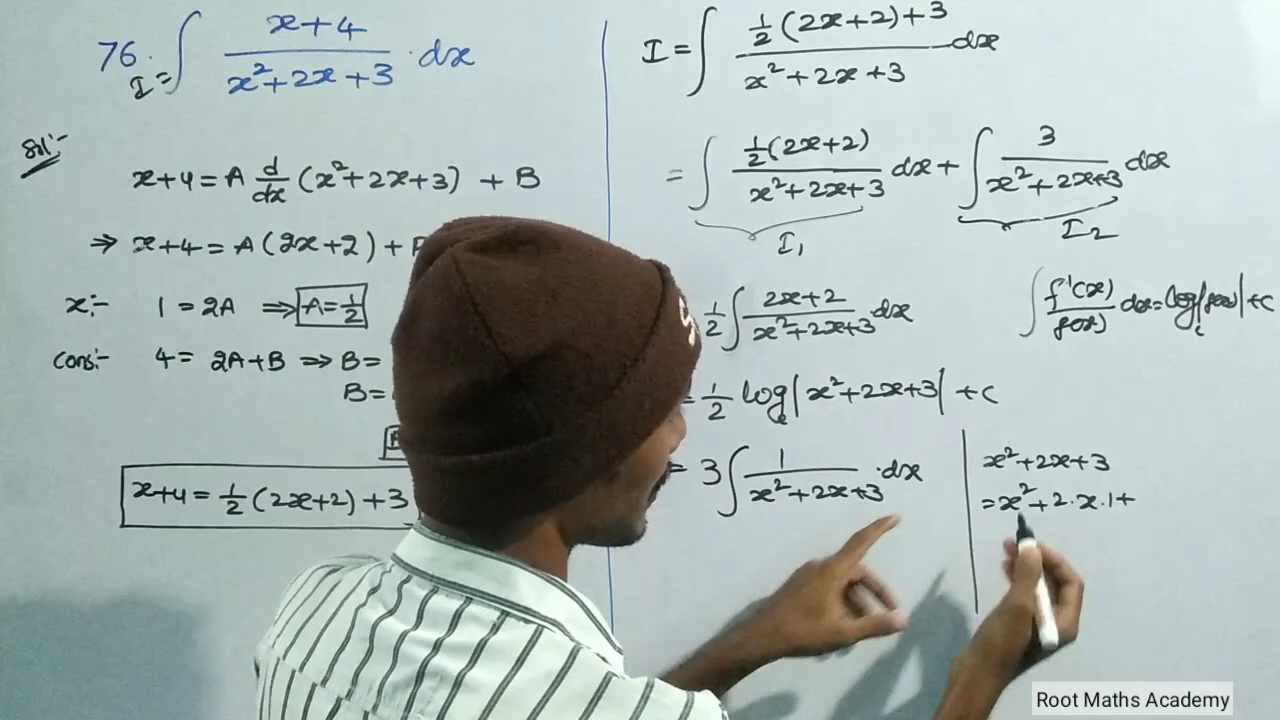 76. I = ∫ (x+4)/(x²+2x+3) · dx
Sol:-
x+4 = A d/dx (x²+2x+3) + B
⇒ x+4 = A(2x+2) +
x:- 1 = 2A ⇒ A = 1/2
Cons:- 4 = 2A+B ⇒ B =
B =
x+4 = 1/2 (2x+2) + 3
I = ∫ (1/2 (2x+2) + 3)/(x²+2x+3) dx
= ∫ (1/2 (2x+2))/(x²+2x+3) dx + ∫ 3/(x²+2x+3) dx
I₁ I₂
1/2 ∫ (2x+2)/(x²+2x+3) dx
∫ f'(x)/f(x) dx = logₑ|f(x)| + c
= 1/2 logₑ|x²+2x+3| + c
= 3 ∫ 1/(x²+2x+3) · dx
x²+2x+3
= x²+2·x·1+
Root Maths Academy